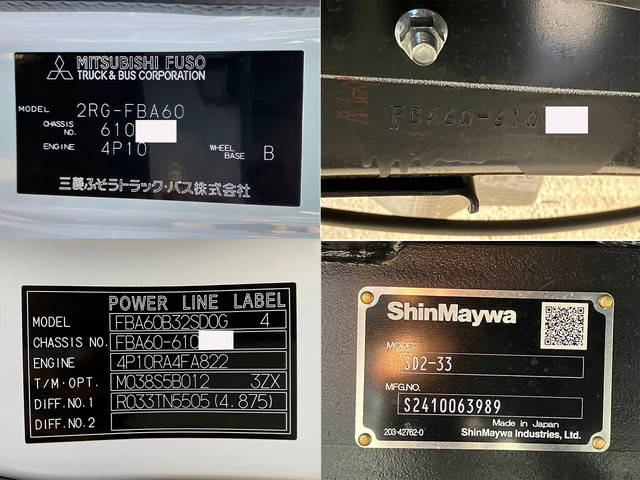 MITSUBISHI FUSO
TRUCK & BUS CORPORATION
MODEL 2RG-FBA60
CHASSIS NO. 610
ENGINE 4P10 WHEEL BASE B
三菱ふそうトラック・バス株式会社
FBA60-610
POWER LINE LABEL
MODEL FBA60B32SDOG 4
CHASSIS NO. FBA60-610
ENGINE 4P10RA4FA822
T/M・OPT. M038S5B012 3ZX
DIFF.NO.1 R033TN5505 (4.875)
DIFF.NO.2
ShinMaywa
MODEL
SD2-33
MFG.NO.
S2410063989
Made in Japan
203-42762-0 ShinMaywa Industries, Ltd.